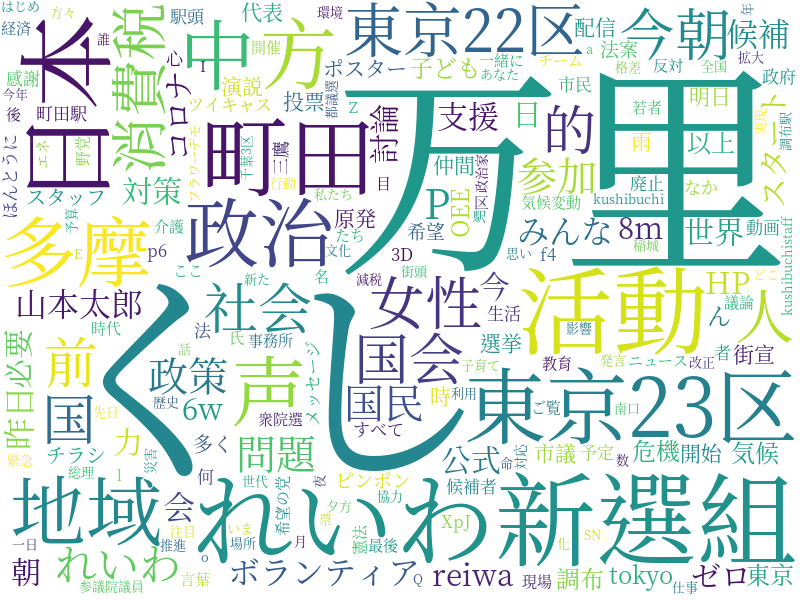 はじめ
方々
駅頭
代表
環境
東京22区
配信
今朝
候補
年
経済
日本
消費税
中
方
心
I
ポスター
子ども
一緒に
あなた
a
法案
チーム
拡大
感謝
演説
開催
格差
反対
全国
政府
今年
コロナ
ツイキャス
投票
都議選
Z
日
市民
若者
明日
スタート
後
町田駅
万里
エネ
野党
フラワーデモ
千葉3区
支援
的
雨
以上
実現
調布駅
ほんとうに
スタッフ
町田
討論
三鷹
仲間
参加
廃止
なか
kushibuchi
行動
私たち
目
P
OEE
駅
区
政治家
気候変動
予算
対策
政治
原発
たち
希望
みんな
8m
世界
動画
多摩
E
介護
文化
3D
思い
f4
稲城
どこ
kushibuchistaff
p6
ここ
新た
名
減税
街頭
HP
議論
山本太郎
時代
社会
女性
今
生活
活動
人
ん
法
氏
事務所
影響
者
街宣
昨日
必要
前
話
メッセージ
国会
選挙
教育
発言
ニュース
改正
政策
声
子育て
国
先日
歴史
6w
衆院選
国民
時
利用
ご覧
東京23区
南口
くし
すべて
チラシ
力
多く
問題
公式
市議
予定
危機
開始
気候
緊急
総理
l
災害
何
命
対応
数
世代
夜
ピンポン
候補者
地域
会
希望の党
れいわ新選組
注目
いま
夕方
協力
票
憲法
XpJ
SN
化
一日
推進
o
場所
月
最後
朝
れいわ
参議院議員
言葉
ボランティア
Q
reiwa
現場
調布
tokyo
仕事
ゼロ
東京